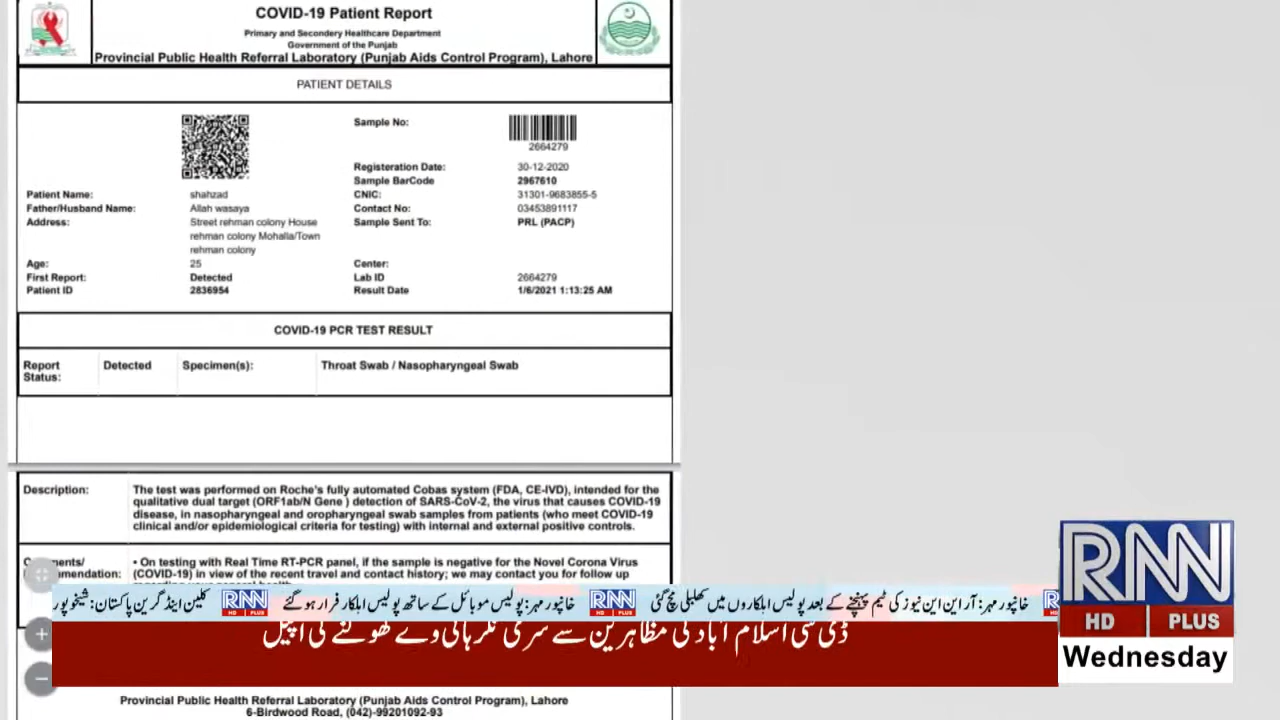 COVID-19 Patient Report
Primary and Secondery Healthcare Department
Government of the Punjab
Provincial Public Health Referral Laboratory (Punjab Aids Control Program), Lahore
PATIENT DETAILS
Sample No:
2664279
Registeration Date: 30-12-2020
Sample BarCode 2967610
Patient Name: shahzad CNIC: 31301-9683855-5
Father/Husband Name: Allah wasaya Contact No: 03453891117
Address: Street rehman colony House Sample Sent To: PRL (PACP)
rehman colony Mohalla/Town
rehman colony
Age: 25 Center:
First Report: Detected Lab ID 2664279
Patient ID 2836954 Result Date 1/6/2021 1:13:25 AM
COVID-19 PCR TEST RESULT
Report Status: Detected Specimen(s): Throat Swab / Nasopharyngeal Swab
Description: The test was performed on Roche's fully automated Cobas system (FDA, CE-IVD), intended for the
qualitative dual target (ORF1ab/N Gene ) detection of SARS-CoV-2, the virus that causes COVID-19
disease, in nasopharyngeal and oropharyngeal swab samples from patients (who meet COVID-19
clinical and/or epidemiological criteria for testing) with internal and external positive controls.
• On testing with Real Time RT-PCR panel, if the sample is negative for the Novel Corona Virus
(COVID-19) in view of the recent travel and contact history; we may contact you for follow up
خانپور مہر: آر این این نیوز کی ٹیم پہنچنے کے بعد پولیس اہلکاروں میں کھلبلی مچ گئی RNN HD PLUS خانپور مہر: پولیس موبائل کے ساتھ پولیس اہلکار فرار ہو گئے RNN HD PLUS کلین اینڈ گرین پاکستان: شیخوپور
ڈی سی اسلام آباد کی مظاہرین سے سری نگر ہائی وے کھولنے کی اپیل
RNN
HD PLUS
Wednesday
Provincial Public Health Referral Laboratory (Punjab Aids Control Program), Lahore
6-Birdwood Road, (042)-99201092-93